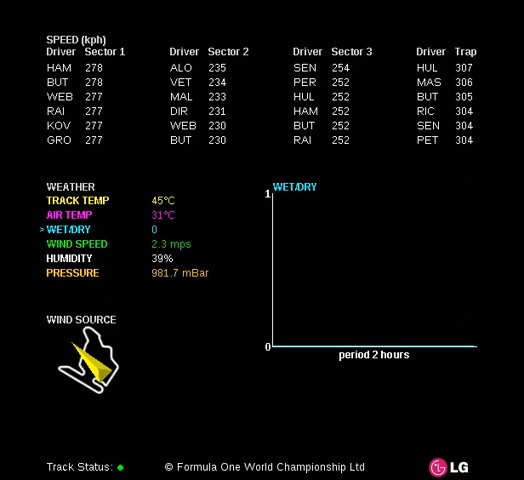 SPEED (kph)
Driver Sector 1 Driver Sector 2 Driver Sector 3 Driver Trap
HAM 278 ALO 235 SEN 254 HUL 307
BUT 278 VET 234 PER 252 MAS 306
WEB 277 MAL 233 HUL 252 BUT 305
RAI 277 DIR 231 HAM 252 RIC 304
KOV 277 WEB 230 BUT 252 SEN 304
GRO 277 BUT 230 RAI 252 PET 304
WEATHER
TRACK TEMP 45°C
AIR TEMP 31°C
> WET/DRY 0
WIND SPEED 2.3 mps
HUMIDITY 39%
PRESSURE 981.7 mBar
WET/DRY
1
0
period 2 hours
WIND SOURCE
Track Status: © Formula One World Championship Ltd LG